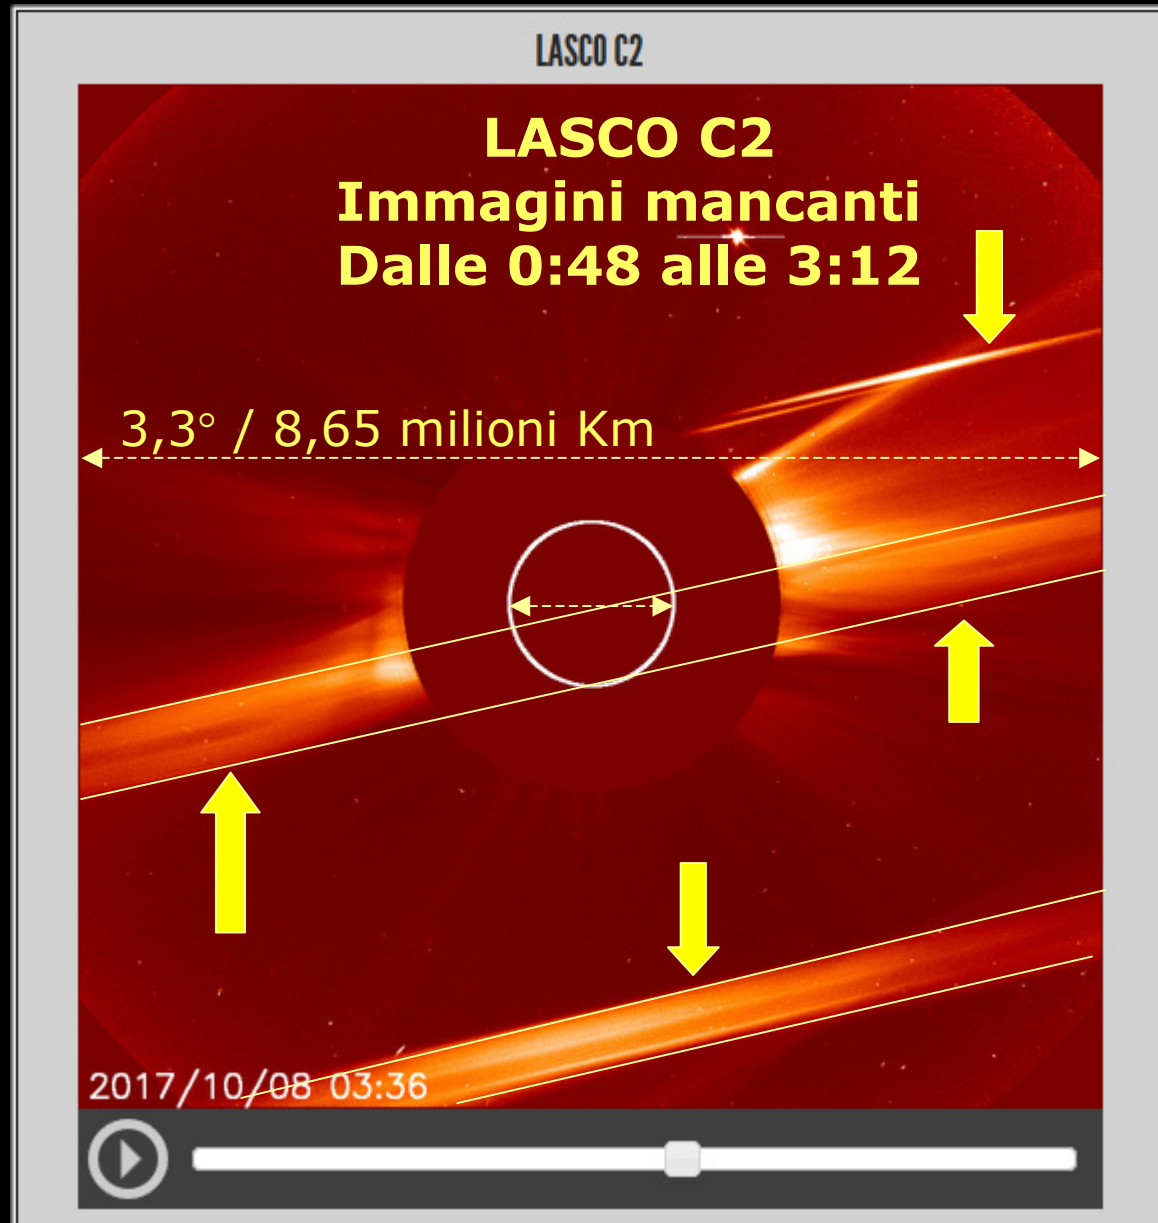 LASCO C2
LASCO C2
Immagini mancanti
Dalle 0:48 alle 3:12
3,3° / 8,65 milioni Km
2017/10/08 03:36